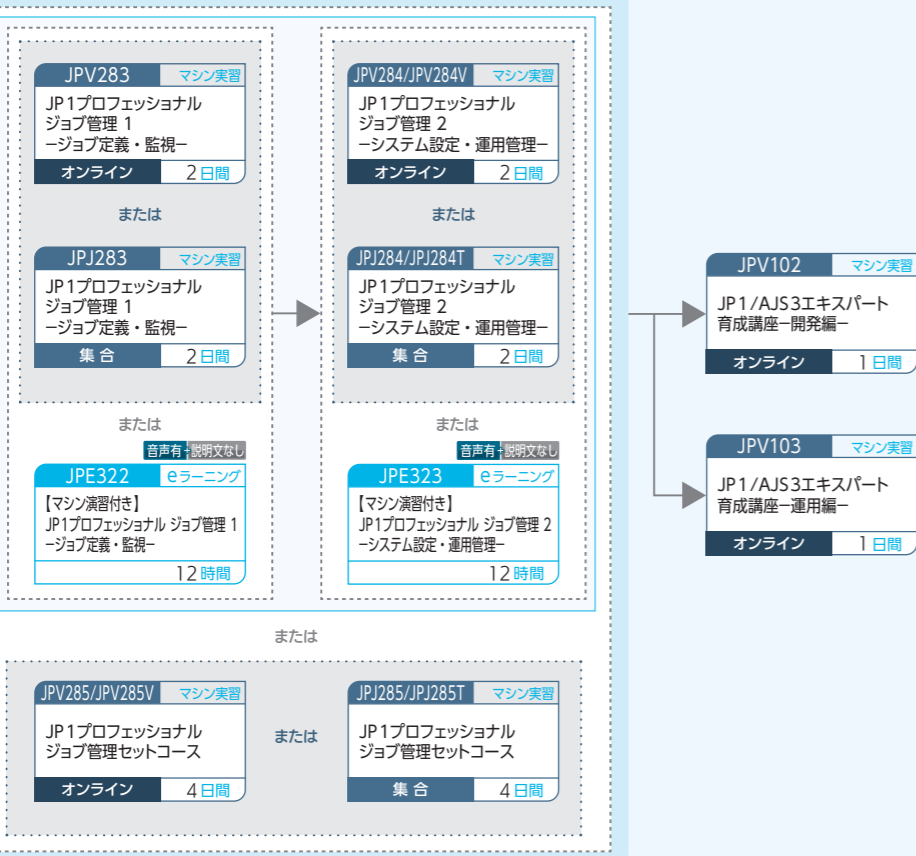 JPV283 マシン実習
JP1プロフェッショナル
ジョブ管理 1
−ジョブ定義・監視−
オンライン 2日間
または
JPJ283 マシン実習
JP1プロフェッショナル
ジョブ管理 1
−ジョブ定義・監視−
集合 2日間
または
音声有+説明文なし
JPE322 eラーニング
【マシン演習付き】
JP1プロフェッショナル ジョブ管理 1
−ジョブ定義・監視−
12時間
JPV284/JPV284V マシン実習
JP1プロフェッショナル
ジョブ管理 2
−システム設定・運用管理−
オンライン 2日間
または
JPJ284/JPJ284T マシン実習
JP1プロフェッショナル
ジョブ管理 2
−システム設定・運用管理−
集合 2日間
または
音声有+説明文なし
JPE323 eラーニング
【マシン演習付き】
JP1プロフェッショナル ジョブ管理 2
−システム設定・運用管理−
12時間
または
JPV285/JPV285V マシン実習
JP1プロフェッショナル
ジョブ管理セットコース
オンライン 4日間
または
JPJ285/JPJ285T マシン実習
JP1プロフェッショナル
ジョブ管理セットコース
集合 4日間
JPV102 マシン実習
JP1/AJS3エキスパート
育成講座−開発編−
オンライン 1日間
JPV103 マシン実習
JP1/AJS3エキスパート
育成講座−運用編−
オンライン 1日間